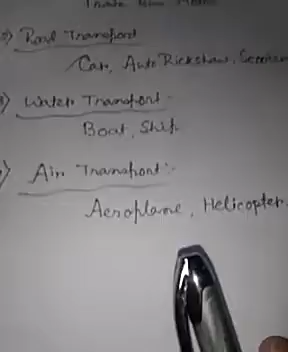 Road Transport
Car, Auto Rickshaw,
Water Transport:-
Boat, Ship
Air Transport:-
Aeroplane, Helicopter.